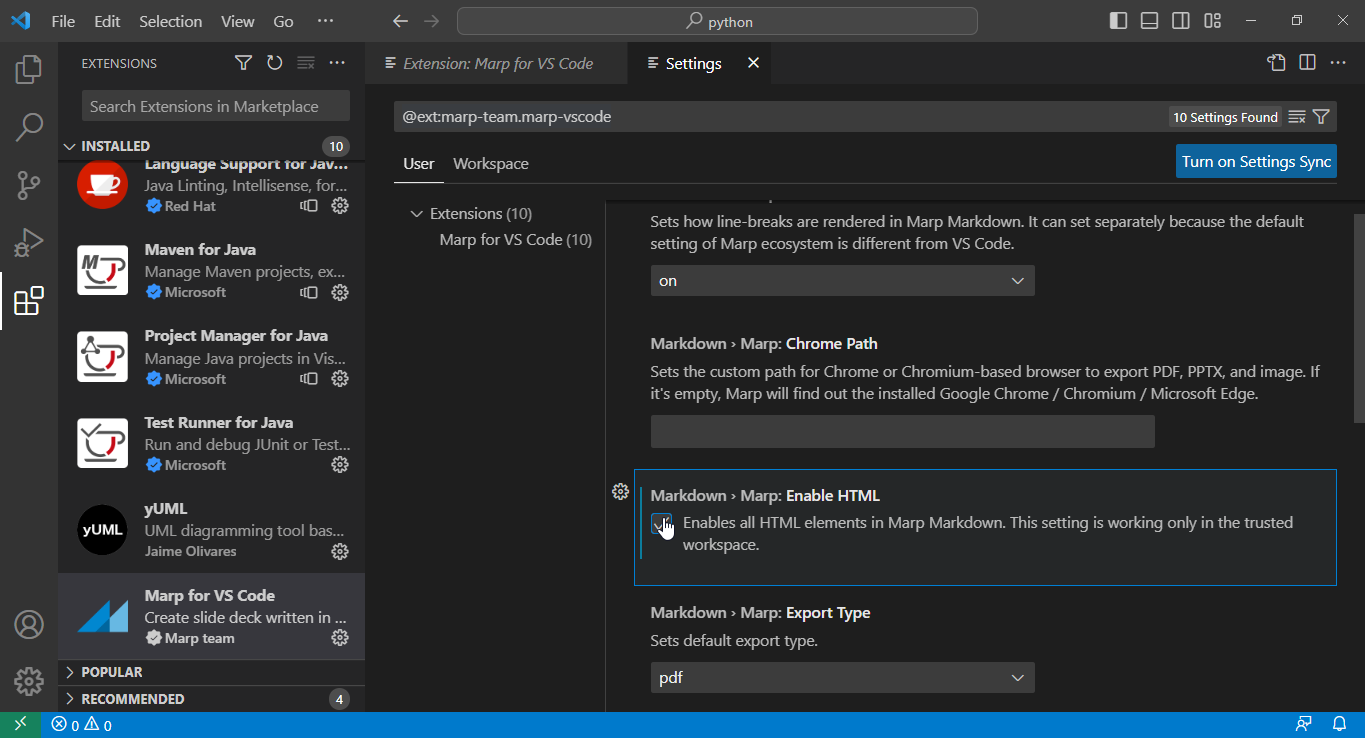 File Edit Selection View Go ···
python
EXTENSIONS
Search Extensions in Marketplace
INSTALLED 10
Language Support for Jav...
Java Linting, Intellisense, for...
Red Hat
Maven for Java
Manage Maven projects, ex...
Microsoft
Project Manager for Java
Manage Java projects in Vis...
Microsoft
Test Runner for Java
Run and debug JUnit or Test...
Microsoft
yUML
yUML
UML diagramming tool bas...
Jaime Olivares
Marp for VS Code
Create slide deck written in ...
Marp team
POPULAR
RECOMMENDED 4
Extension: Marp for VS Code
Settings
@ext:marp-team.marp-vscode
10 Settings Found
User Workspace
Turn on Settings Sync
Extensions (10)
Marp for VS Code (10)
Sets how line-breaks are rendered in Marp Markdown. It can set separately because the default
setting of Marp ecosystem is different from VS Code.
on
Markdown › Marp: Chrome Path
Sets the custom path for Chrome or Chromium-based browser to export PDF, PPTX, and image. If
it's empty, Marp will find out the installed Google Chrome / Chromium / Microsoft Edge.
Markdown › Marp: Enable HTML
Enables all HTML elements in Marp Markdown. This setting is working only in the trusted
workspace.
Markdown › Marp: Export Type
Sets default export type.
pdf
0 0